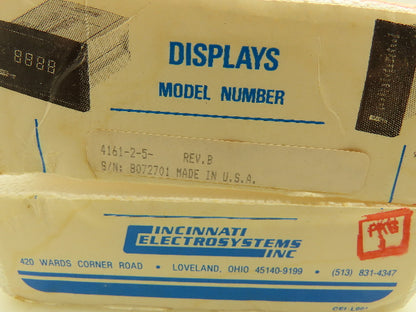 8888
DISPLAYS
MODEL NUMBER
4161-2-5- REV.B
S/N: 8072701 MADE IN U.S.A.
CINCINNATI
ELECTROSYSTEMS
INC
420 WARDS CORNER ROAD • LOVELAND, OHIO 45140-9199 • (513) 831-4347